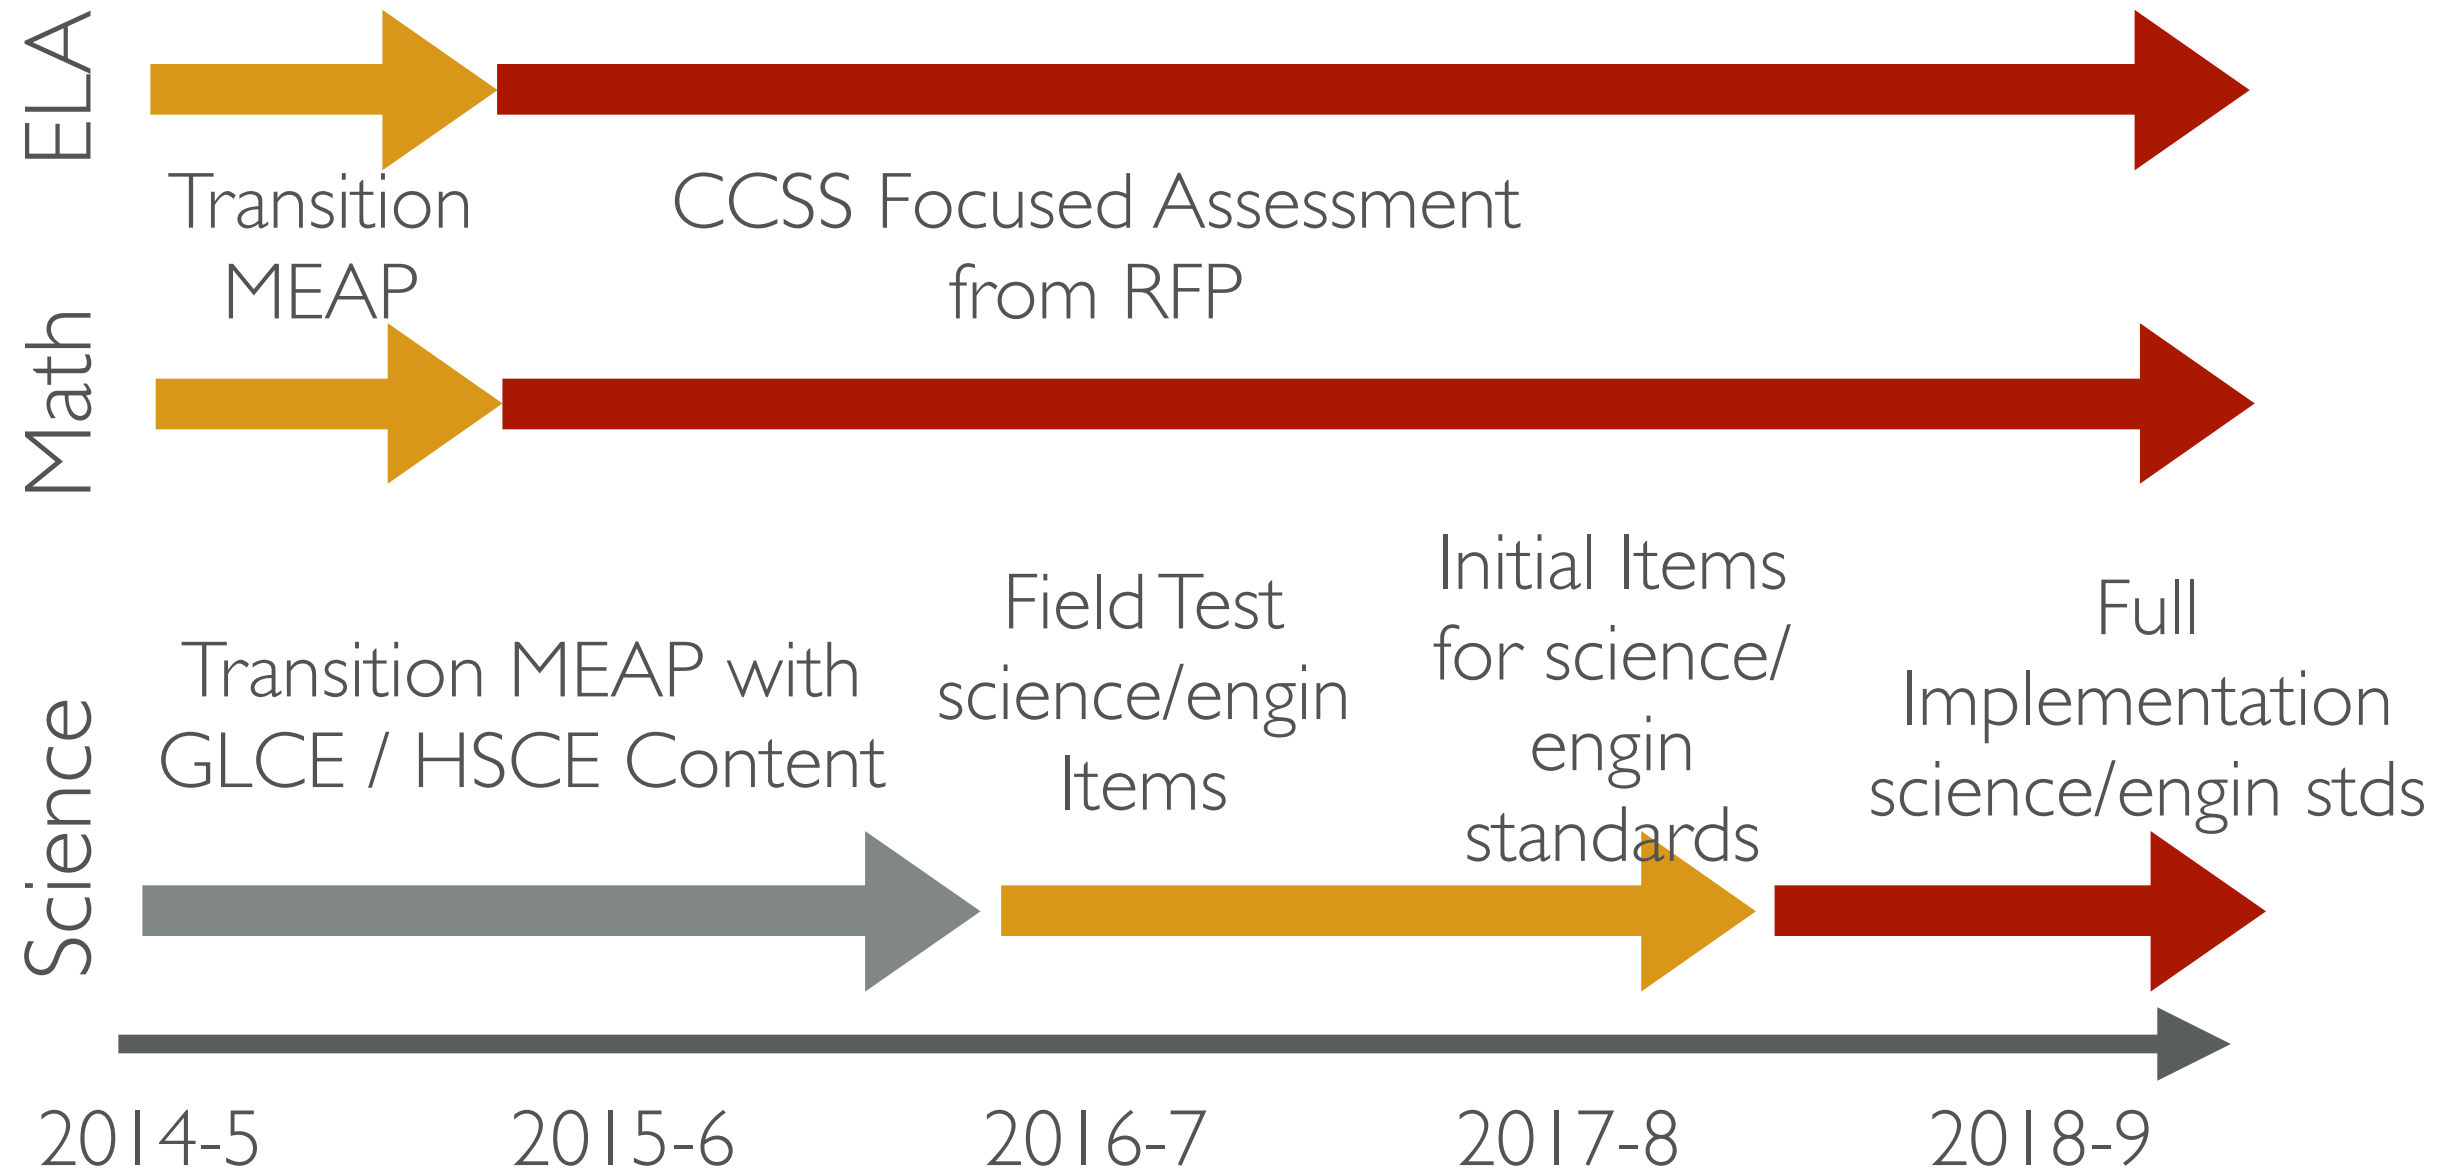 ELA
Transition
MEAP
CCSS Focused Assessment
from RFP
Math
Science
Transition MEAP with
GLCE / HSCE Content
Field Test
science/engin
Items
Initial Items
for science/
engin
standards
Full
Implementation
science/engin stds
2014-5
2015-6
2016-7
2017-8
2018-9